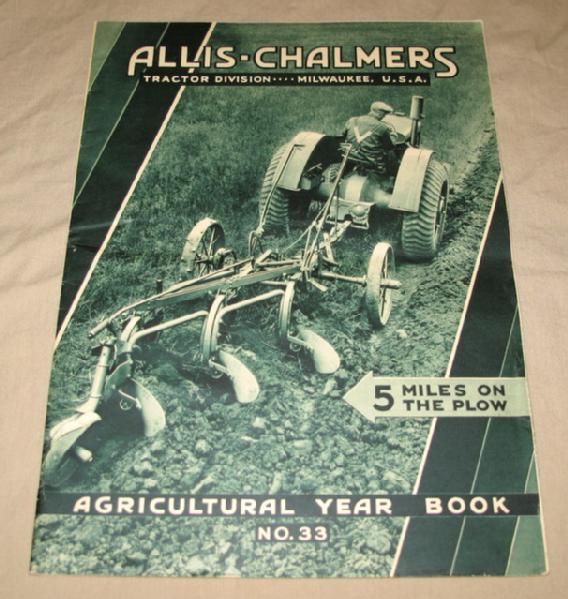 ALLIS-CHALMERS
TRACTOR DIVISION····MILWAUKEE, U.S.A.
5 MILES ON
THE PLOW
AGRICULTURAL YEAR BOOK
NO. 33